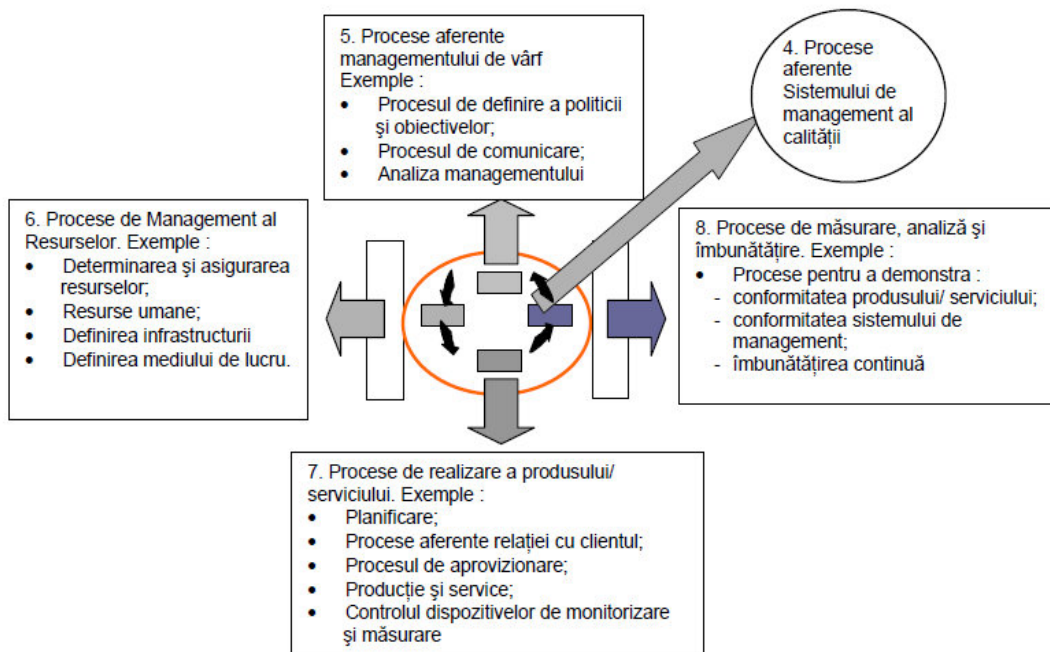 5. Procese aferente
managementului de vârf
Exemple :
• Procesul de definire a politicii
şi obiectivelor;
• Procesul de comunicare;
• Analiza managementului
4. Procese
aferente
Sistemului de
management al
calităţii
6. Procese de Management al
Resurselor. Exemple :
• Determinarea şi asigurarea
resurselor;
• Resurse umane;
• Definirea infrastructurii
• Definirea mediului de lucru.
8. Procese de măsurare, analiză şi
îmbunătăţire. Exemple :
• Procese pentru a demonstra :
- conformitatea produsului/ serviciului;
- conformitatea sistemului de
management;
- îmbunătăţirea continuă
7. Procese de realizare a produsului/
serviciului. Exemple :
• Planificare;
• Procese aferente relaţiei cu clientul;
• Procesul de aprovizionare;
• Producţie şi service;
• Controlul dispozitivelor de monitorizare
şi măsurare